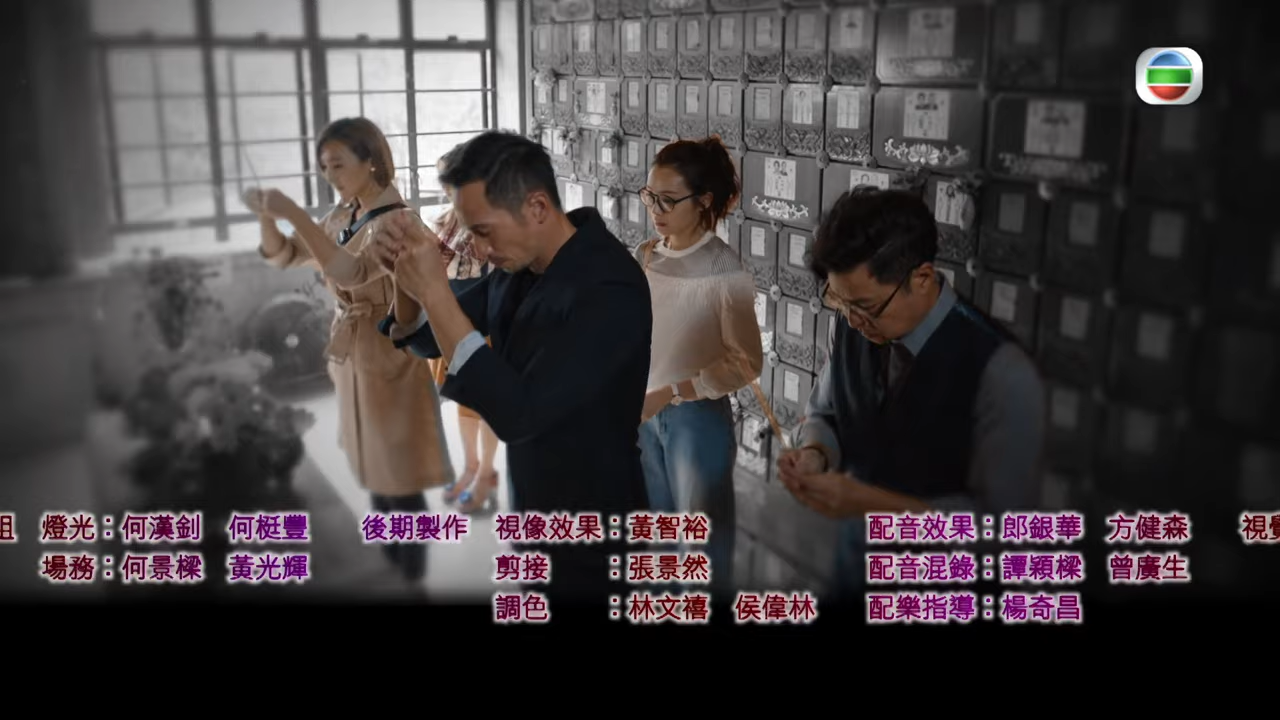 組 燈光：何漢釗 何梃豐 後期製作 視像效果：黃智裕 配音效果：郎銀華 方健森 視覺
場務：何景樑 黃光輝 剪接 ：張景然 配音混錄：譚穎樑 曾廣生
調色 ：林文禧 侯偉林 配樂指導：楊奇昌